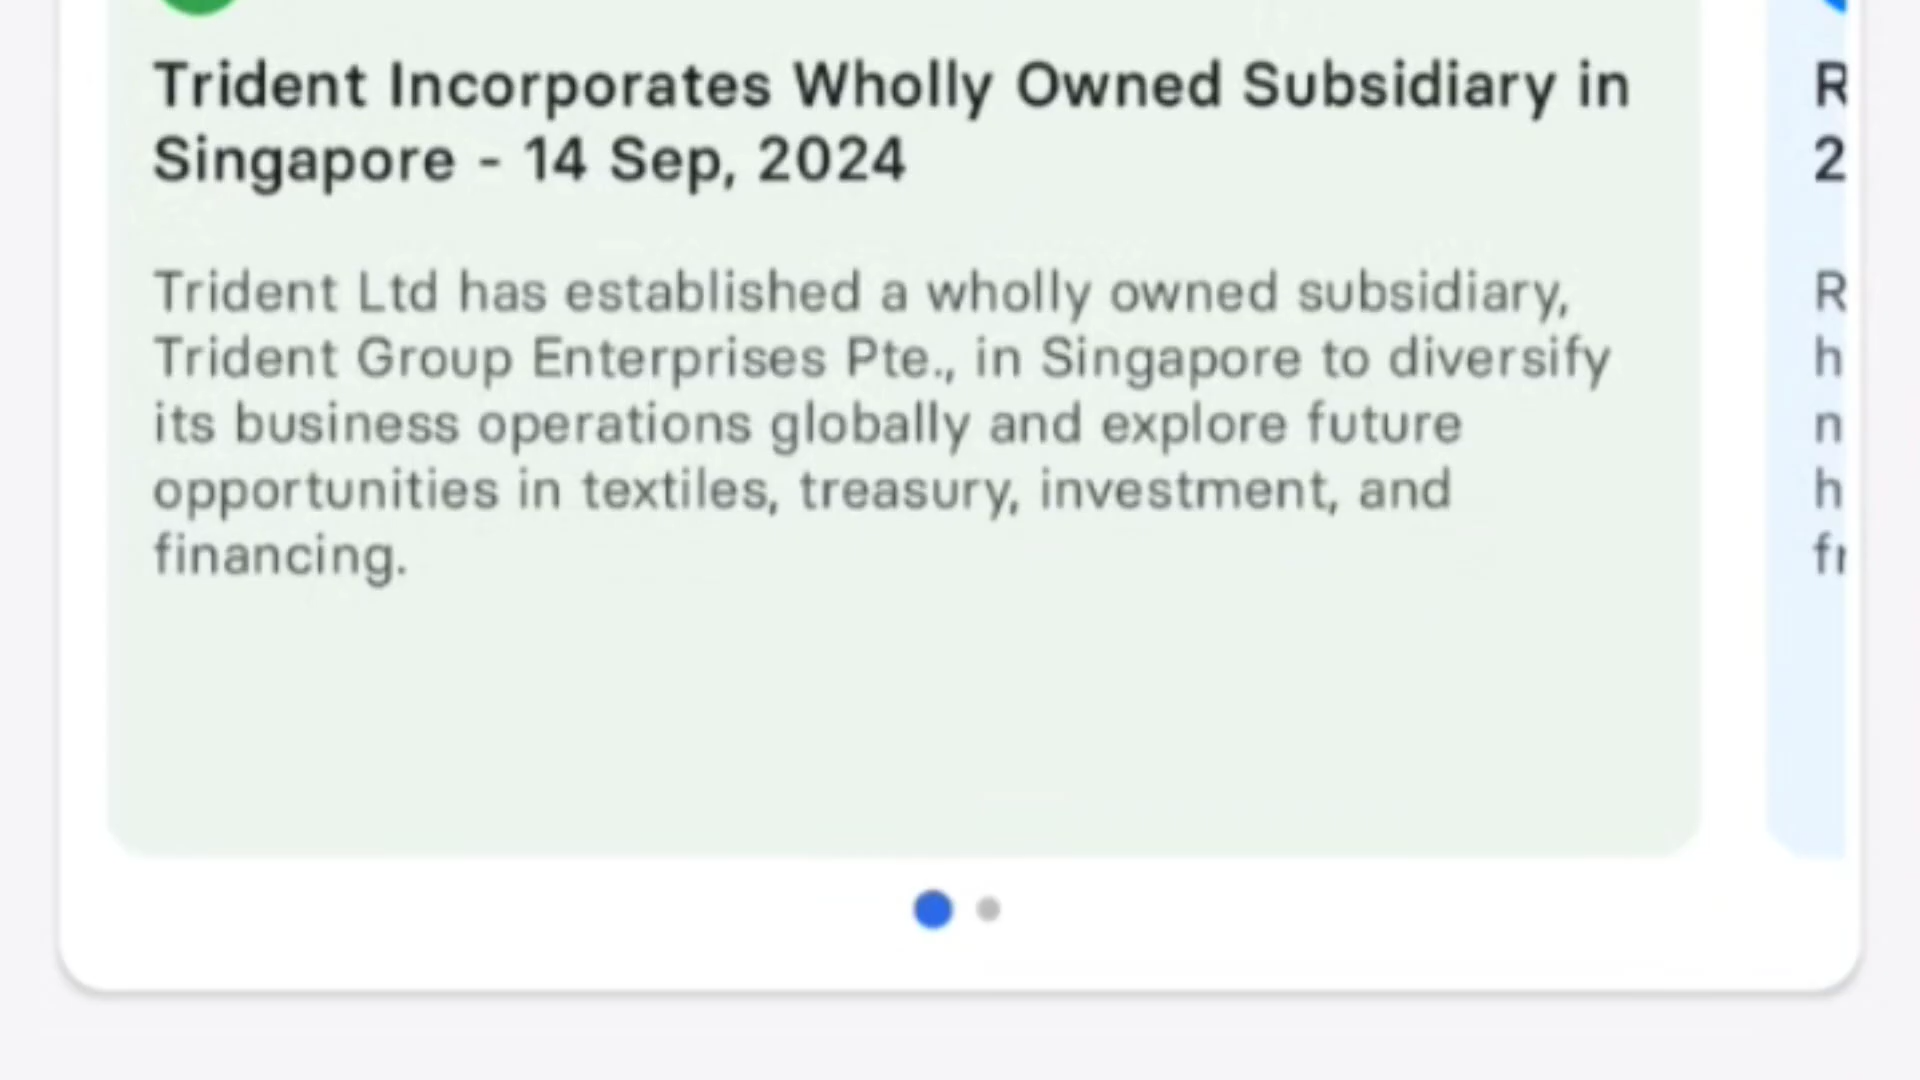 Trident Incorporates Wholly Owned Subsidiary in
Singapore - 14 Sep, 2024
Trident Ltd has established a wholly owned subsidiary,
Trident Group Enterprises Pte., in Singapore to diversify
its business operations globally and explore future
opportunities in textiles, treasury, investment, and
financing.
R
2
R
h
n
h
fr